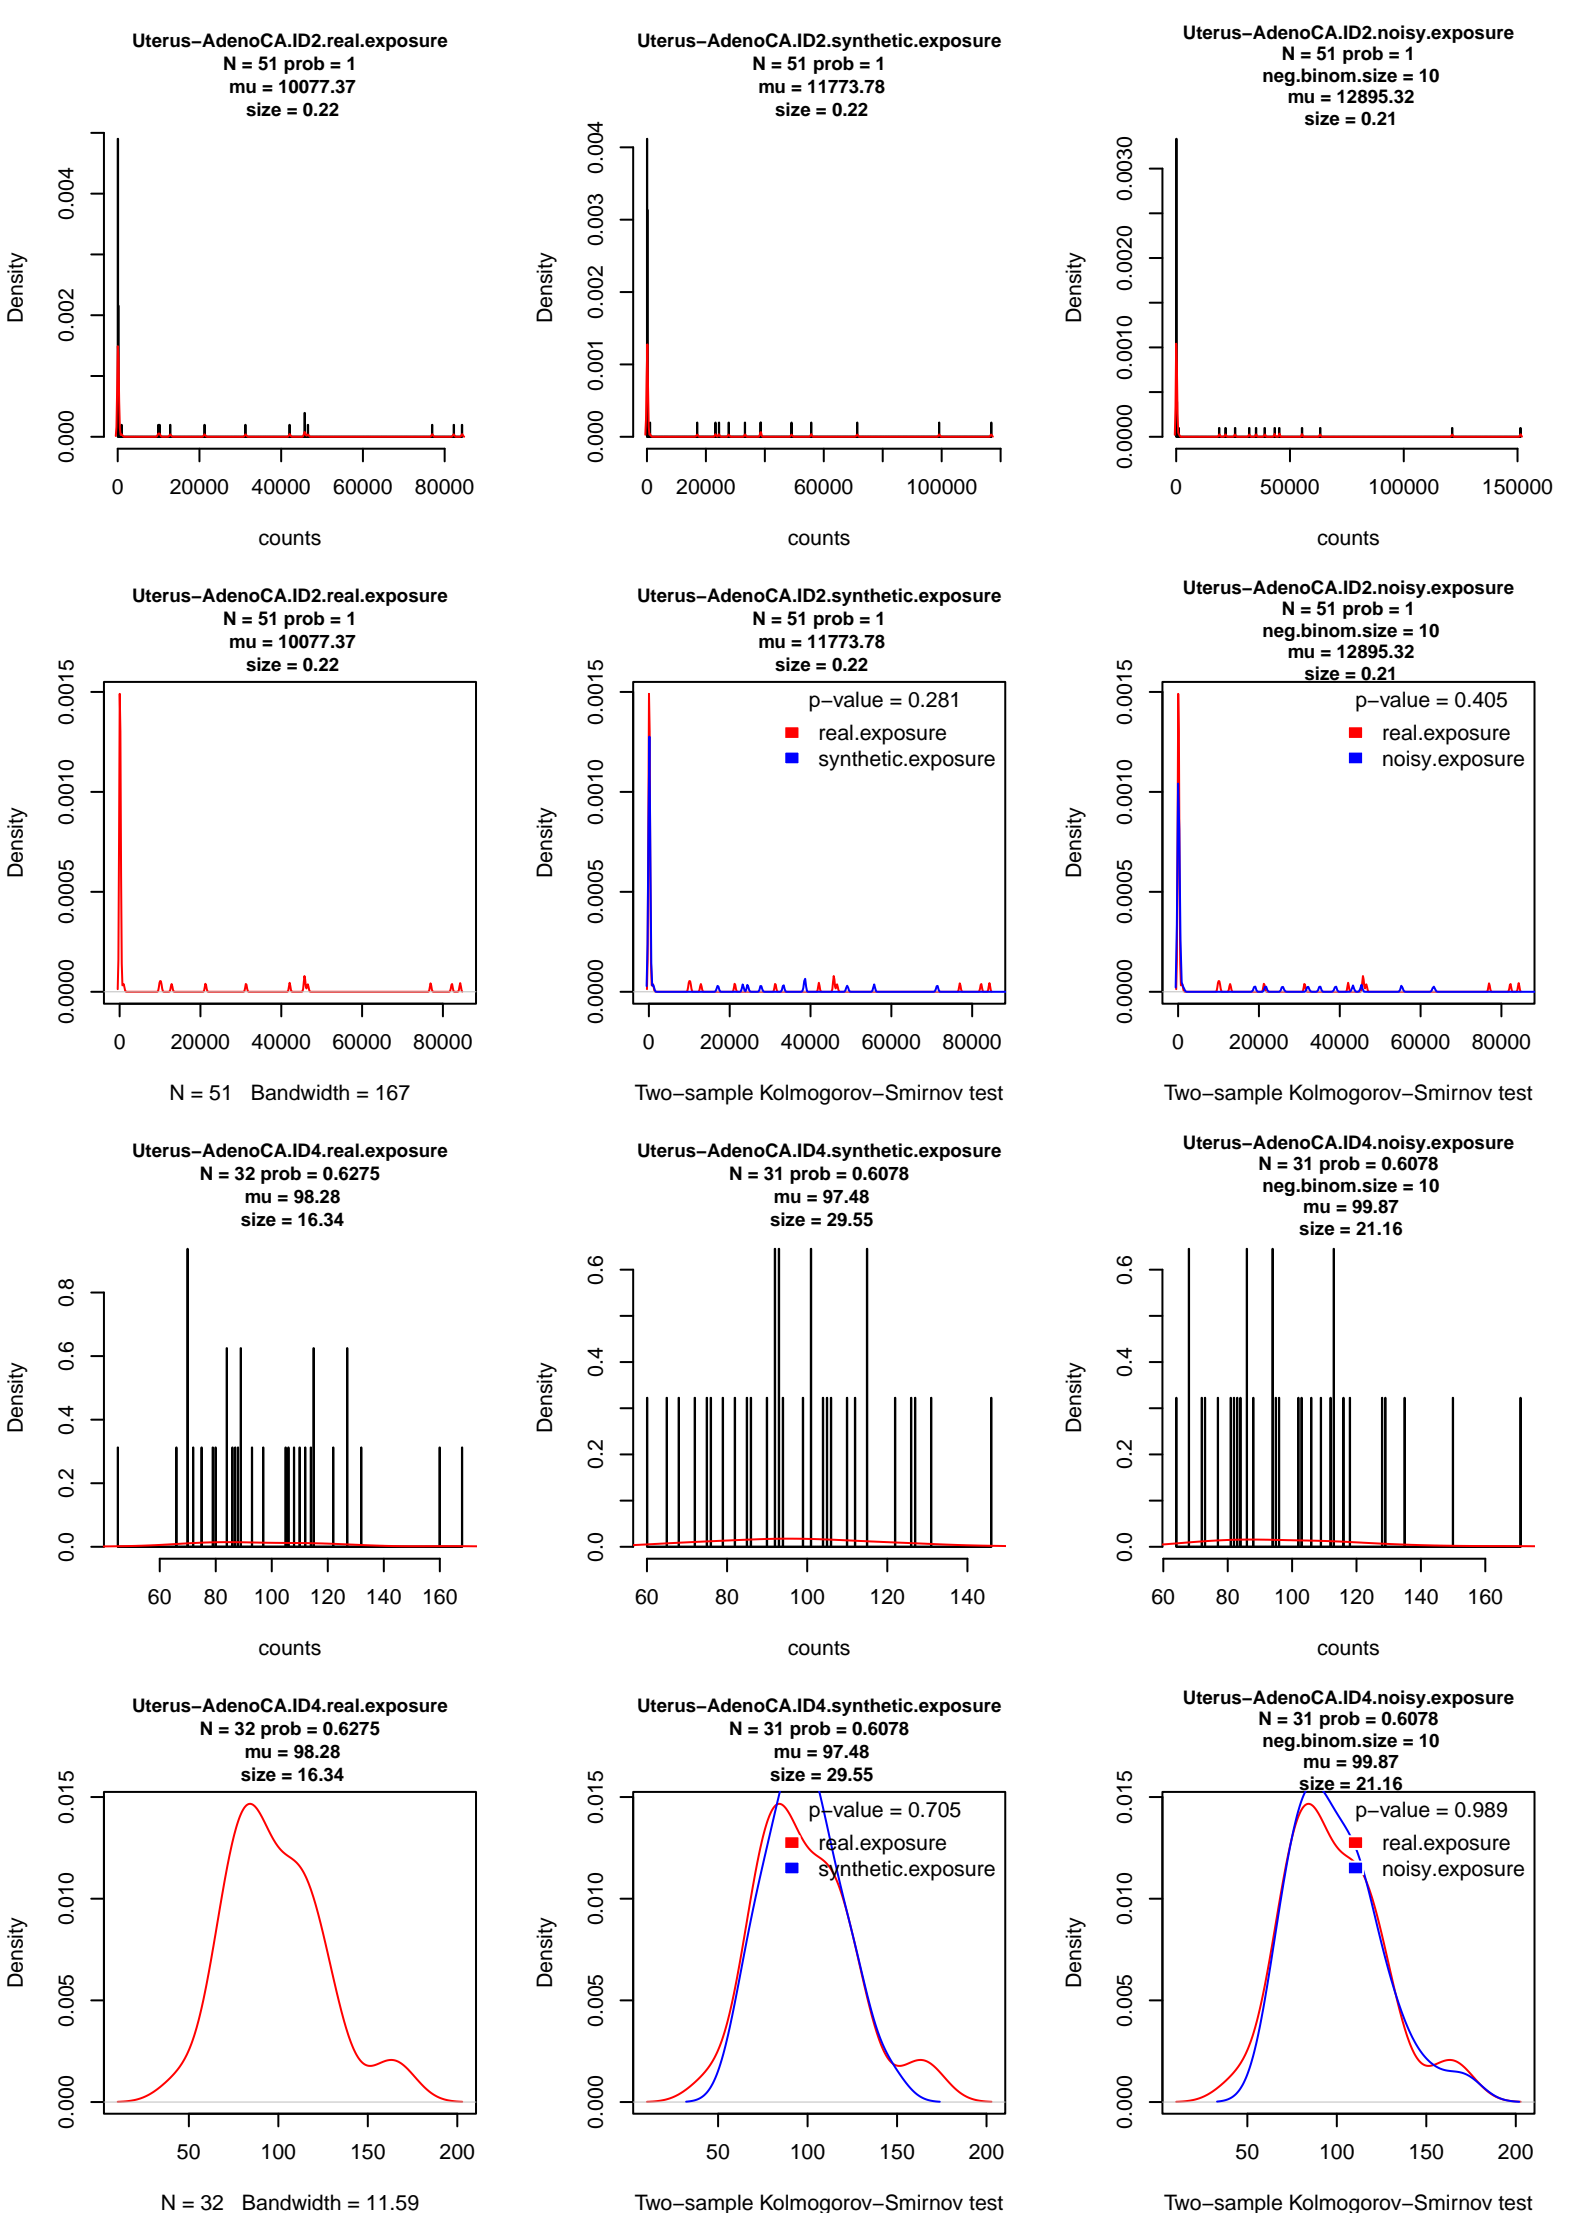 Uterus−AdenoCA.ID2.real.exposure
N = 51 prob = 1
mu = 10077.37
size = 0.22
Density
0.000 0.002 0.004
0 20000 40000 60000 80000
counts
Uterus−AdenoCA.ID2.synthetic.exposure
N = 51 prob = 1
mu = 11773.78
size = 0.22
Density
0.000 0.001 0.002 0.003 0.004
0 20000 60000 100000
counts
Uterus−AdenoCA.ID2.noisy.exposure
N = 51 prob = 1
neg.binom.size = 10
mu = 12895.32
size = 0.21
Density
0.0000 0.0010 0.0020 0.0030
0 50000 100000 150000
counts
Uterus−AdenoCA.ID2.real.exposure
N = 51 prob = 1
mu = 10077.37
size = 0.22
Density
0.0000 0.0005 0.0010 0.0015
0 20000 40000 60000 80000
N = 51 Bandwidth = 167
Uterus−AdenoCA.ID2.synthetic.exposure
N = 51 prob = 1
mu = 11773.78
size = 0.22
p−value = 0.281
real.exposure
synthetic.exposure
Density
0.0000 0.0005 0.0010 0.0015
0 20000 40000 60000 80000
Two−sample Kolmogorov−Smirnov test
Uterus−AdenoCA.ID2.noisy.exposure
N = 51 prob = 1
neg.binom.size = 10
mu = 12895.32
size = 0.21
p−value = 0.405
real.exposure
noisy.exposure
Density
0.0000 0.0005 0.0010 0.0015
0 20000 40000 60000 80000
Two−sample Kolmogorov−Smirnov test
Uterus−AdenoCA.ID4.real.exposure
N = 32 prob = 0.6275
mu = 98.28
size = 16.34
Density
0.0 0.2 0.4 0.6 0.8
60 80 100 120 140 160
counts
Uterus−AdenoCA.ID4.synthetic.exposure
N = 31 prob = 0.6078
mu = 97.48
size = 29.55
Density
0.0 0.2 0.4 0.6
60 80 100 120 140
counts
Uterus−AdenoCA.ID4.noisy.exposure
N = 31 prob = 0.6078
neg.binom.size = 10
mu = 99.87
size = 21.16
Density
0.0 0.2 0.4 0.6
60 80 100 120 140 160
counts
Uterus−AdenoCA.ID4.real.exposure
N = 32 prob = 0.6275
mu = 98.28
size = 16.34
Density
0.000 0.005 0.010 0.015
50 100 150 200
N = 32 Bandwidth = 11.59
Uterus−AdenoCA.ID4.synthetic.exposure
N = 31 prob = 0.6078
mu = 97.48
size = 29.55
p−value = 0.705
real.exposure
synthetic.exposure
Density
0.000 0.005 0.010 0.015
50 100 150 200
Two−sample Kolmogorov−Smirnov test
Uterus−AdenoCA.ID4.noisy.exposure
N = 31 prob = 0.6078
neg.binom.size = 10
mu = 99.87
size = 21.16
p−value = 0.989
real.exposure
noisy.exposure
Density
0.000 0.005 0.010 0.015
50 100 150 200
Two−sample Kolmogorov−Smirnov test